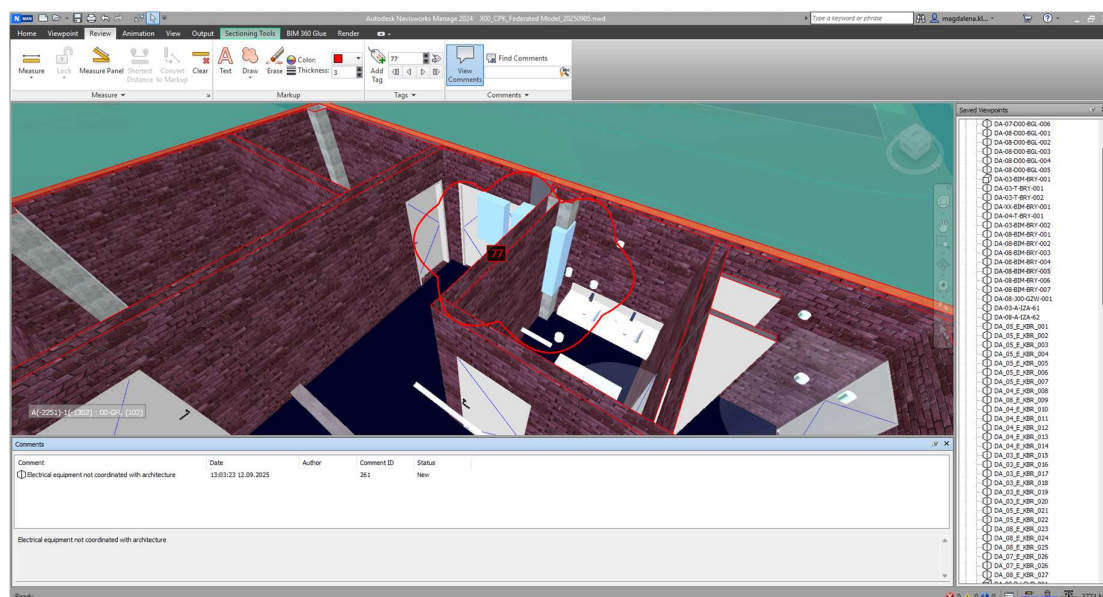 N MAN
Autodesk Navisworks Manage 2024 X00_CPK_Federated Model_20250905.nwd
Type a keyword or phrase
magdalena.kl...
Home Viewpoint Review Animation View Output Sectioning Tools BIM 360 Glue Render
Measure
Lock
Measure Panel
Shortest Distance
Convert to Markup
Clear
Text
Draw
Erase
Color:
Thickness: 3
Add Tag
77
View Comments
Find Comments
Measure
Markup
Tags
Comments
77
A(-2251)-1(-1352) : 00-GFL (102)
Saved Viewpoints
DA-07-D00-BGL-006
DA-08-D00-BGL-001
DA-08-D00-BGL-002
DA-08-D00-BGL-003
DA-08-D00-BGL-004
DA-08-D00-BGL-005
DA-03-BIM-BRY-001
DA-03-T-BRY-001
DA-03-T-BRY-002
DA-XX-BIM-BRY-001
DA-04-T-BRY-001
DA-03-BIM-BRY-002
DA-08-BIM-BRY-001
DA-08-BIM-BRY-002
DA-08-BIM-BRY-003
DA-08-BIM-BRY-004
DA-08-BIM-BRY-005
DA-08-BIM-BRY-006
DA-08-BIM-BRY-007
DA-08-J00-GZW-001
DA-03-A-IZA-61
DA-08-A-IZA-62
DA_05_E_KBR_001
DA_05_E_KBR_002
DA_05_E_KBR_003
DA_05_E_KBR_004
DA_05_E_KBR_005
DA_05_E_KBR_006
DA_05_E_KBR_007
DA_04_E_KBR_008
DA_08_E_KBR_009
DA_04_E_KBR_010
DA_04_E_KBR_011
DA_04_E_KBR_012
DA_04_E_KBR_013
DA_04_E_KBR_014
DA_03_E_KBR_015
DA_03_E_KBR_016
DA_03_E_KBR_017
DA_03_E_KBR_018
DA_03_E_KBR_019
DA_03_E_KBR_020
DA_05_E_KBR_021
DA_05_E_KBR_022
DA_08_E_KBR_023
DA_08_E_KBR_024
DA_08_E_KBR_025
DA_07_E_KBR_026
DA_07_E_KBR_026
DA_08_E_KBR_027
Comments
Comment Date Author Comment ID Status
Electrical equipment not coordinated with architecture 13:03:23 12.09.2025 261 New
Electrical equipment not coordinated with architecture
Ready